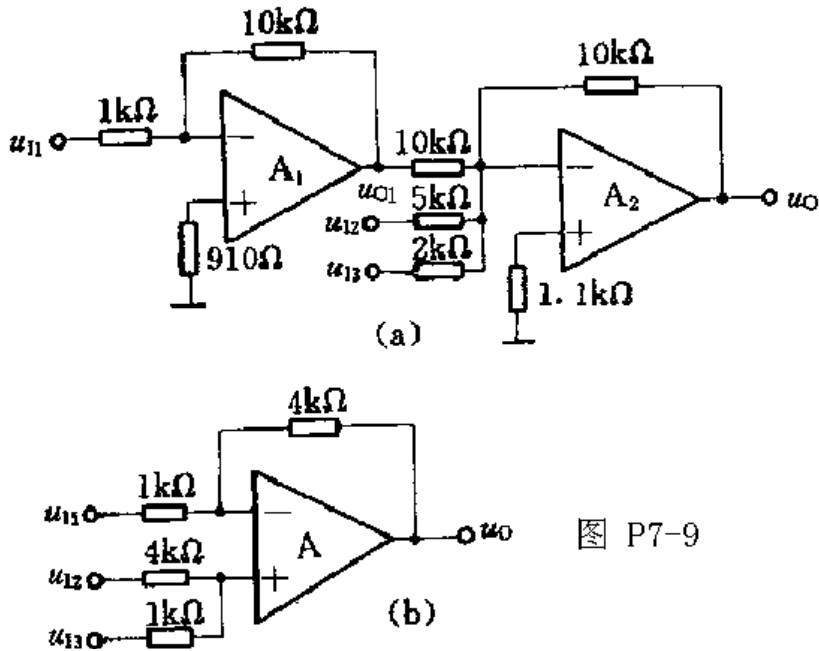 10kΩ
10kΩ
1kΩ
u_I1
A₁
10kΩ
u_O1
5kΩ
u_I2
2kΩ
u_I3
910Ω
A₂
u_O
1.1kΩ
(a)
4kΩ
1kΩ
u_I1
A
u_O
4kΩ
u_I2
1kΩ
u_I3
(b)
图 P7-9